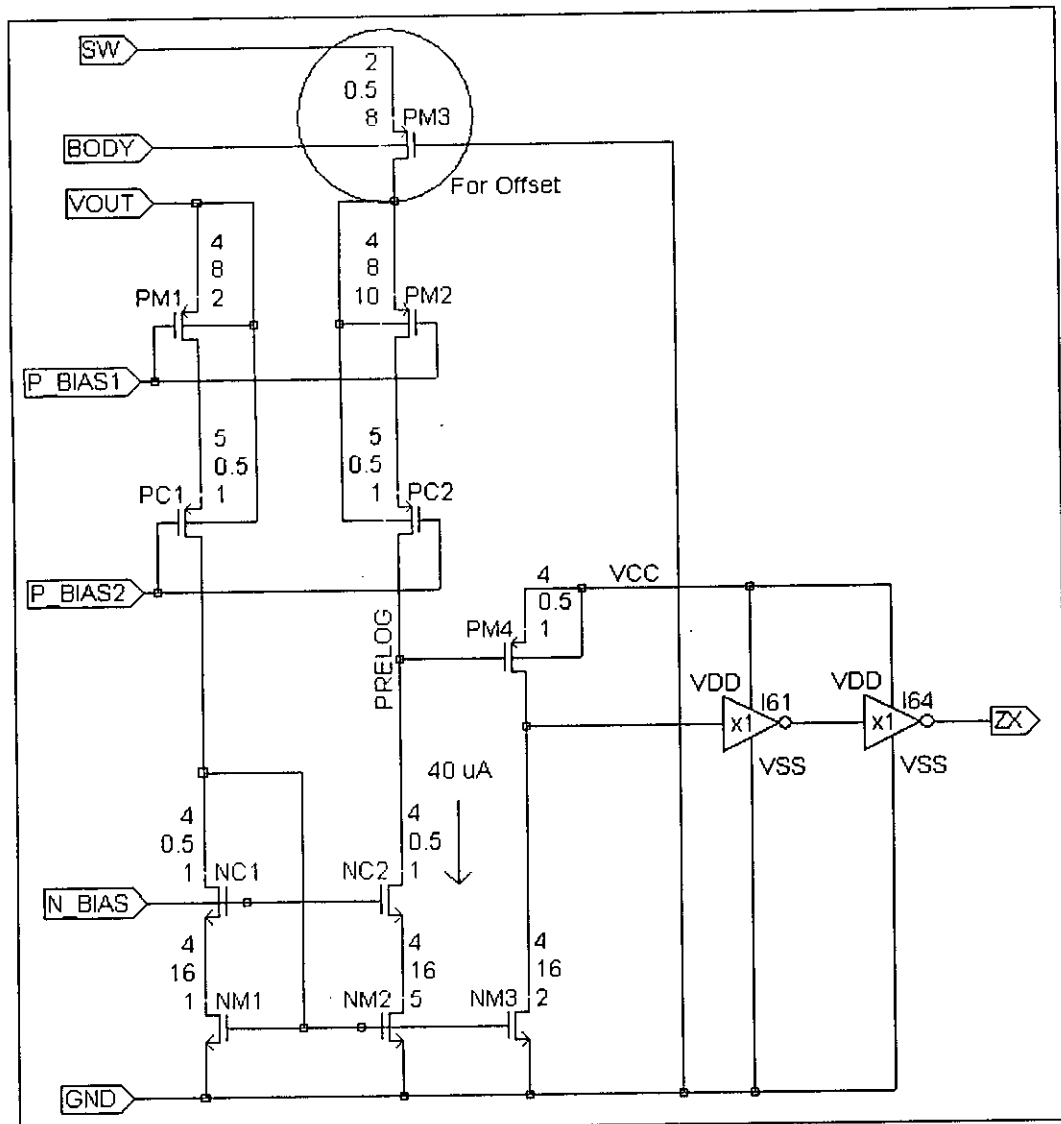 SW
2
0.5
8
PM3
BODY
For Offset
VOUT
4
8
2
PM1
4
8
10
PM2
P_BIAS1
5
0.5
1
PC1
5
0.5
1
PC2
P_BIAS2
4
0.5
1
PM4
VCC
PRELOG
VDD
I61
x1
VSS
VDD
I64
x1
VSS
ZX
40 uA
4
0.5
1
NC1
4
0.5
1
NC2
N_BIAS
4
16
1
NM1
4
16
5
NM2
4
16
2
NM3
GND